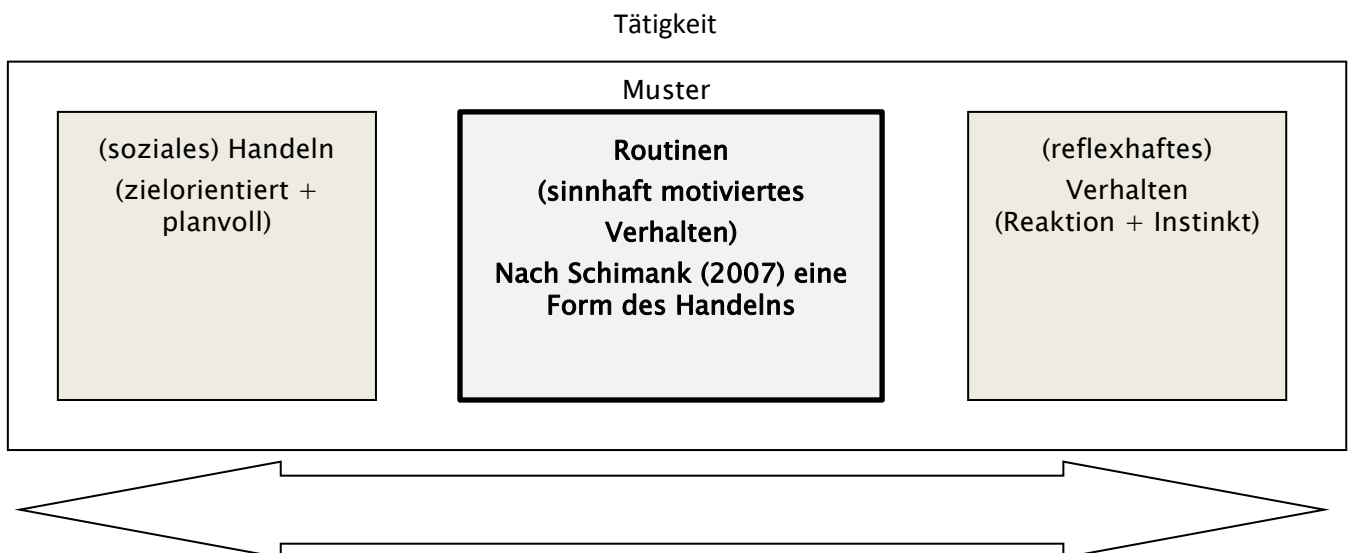 Tätigkeit
Muster
(soziales) Handeln
(zielorientiert +
planvoll)
Routinen
(sinnhaft motiviertes
Verhalten)
Nach Schimank (2007) eine
Form des Handelns
(reflexhaftes)
Verhalten
(Reaktion + Instinkt)